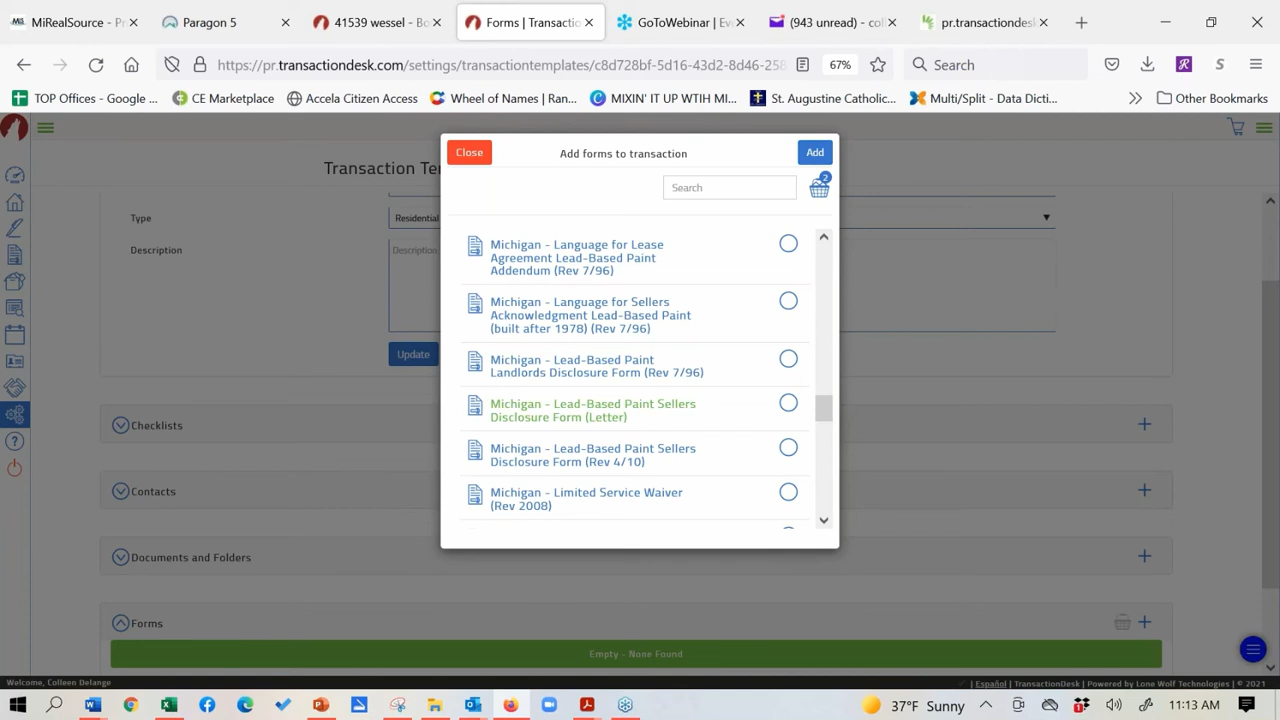 MiRealSource - Pr
Paragon 5
41539 wessel - Bo
Forms | Transactio
GoToWebinar | Eve
(943 unread) - coll
pr.transactiondesk
https://pr.transactiondesk.com/settings/transactiontemplates/c8d728bf-5d16-43d2-8d46-258
67%
Search
TOP Offices - Google ...
CE Marketplace
Accela Citizen Access
Wheel of Names | Ran...
MIXIN' IT UP WTIH MI...
St. Augustine Catholic...
Multi/Split - Data Dicti...
Other Bookmarks
Transaction Te
Close
Add forms to transaction
Add
Search
2
Type
Residential
Description
Description
Update
Michigan - Language for Lease
Agreement Lead-Based Paint
Addendum (Rev 7/96)
Michigan - Language for Sellers
Acknowledgment Lead-Based Paint
(built after 1978) (Rev 7/96)
Michigan - Lead-Based Paint
Landlords Disclosure Form (Rev 7/96)
Michigan - Lead-Based Paint Sellers
Disclosure Form (Letter)
Michigan - Lead-Based Paint Sellers
Disclosure Form (Rev 4/10)
Michigan - Limited Service Waiver
(Rev 2008)
Checklists
Contacts
Documents and Folders
Forms
Empty - None Found
Welcome, Colleen Delange
| Español | TransactionDesk | Powered by Lone Wolf Technologies | © 2021
37°F Sunny
11:13 AM